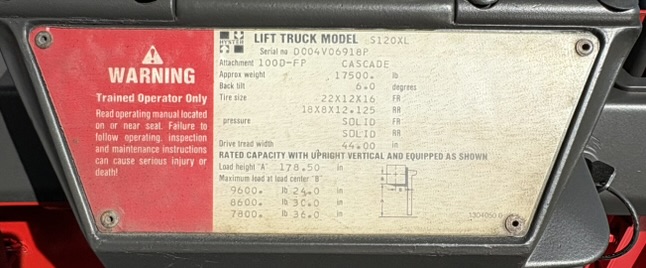 WARNING
Trained Operator Only
Read operating manual located
on or near seat. Failure to
follow operating, inspection
and maintenance instructions
can cause serious injury or
death!
HYSTER
LIFT TRUCK MODEL S120XL
Serial no D004V06918P
Attachment 100D-FP CASCADE
Approx weight 17500. lb
Back tilt 6.0 degrees
Tire size 22X12X16 FR
18X8X12.125 RR
pressure SOLID FR
SOLID RR
Drive tread width 44.00 in
RATED CAPACITY WITH UPRIGHT VERTICAL AND EQUIPPED AS SHOWN
Load height "A" 178.50 in
Maximum load at load center "B"
9600. lb 24.0 in
8600. lb 30.0 in
7800. lb 36.0 in